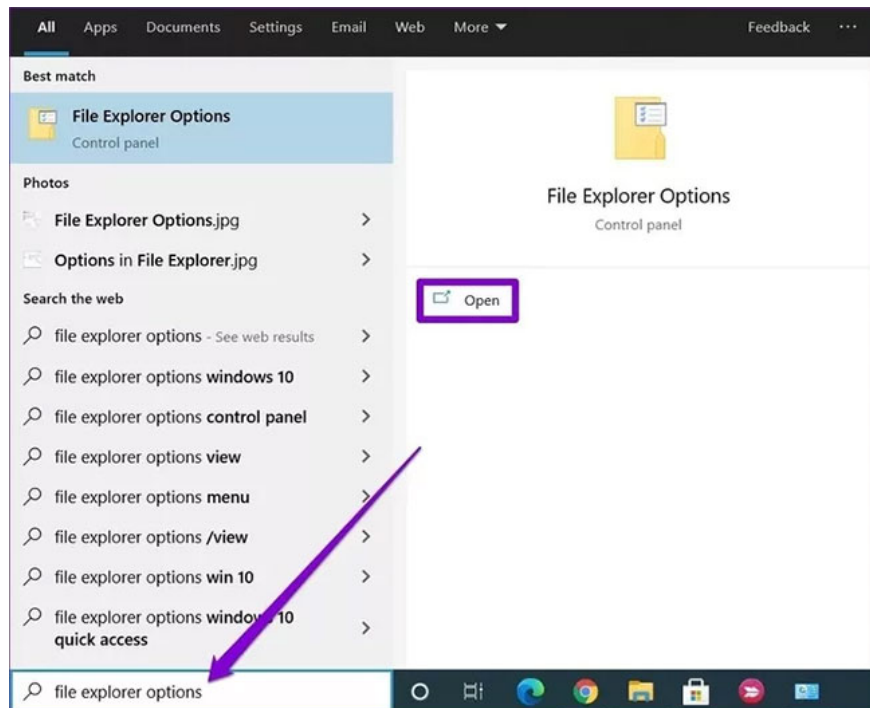 All Apps Documents Settings Email Web More Feedback ...
Best match
File Explorer Options
Control panel
Photos
File Explorer Options.jpg
Options in File Explorer.jpg
Search the web
file explorer options - See web results
file explorer options windows 10
file explorer options control panel
file explorer options view
file explorer options menu
file explorer options /view
file explorer options win 10
file explorer options windows 10
quick access
file explorer options
File Explorer Options
Control panel
Open